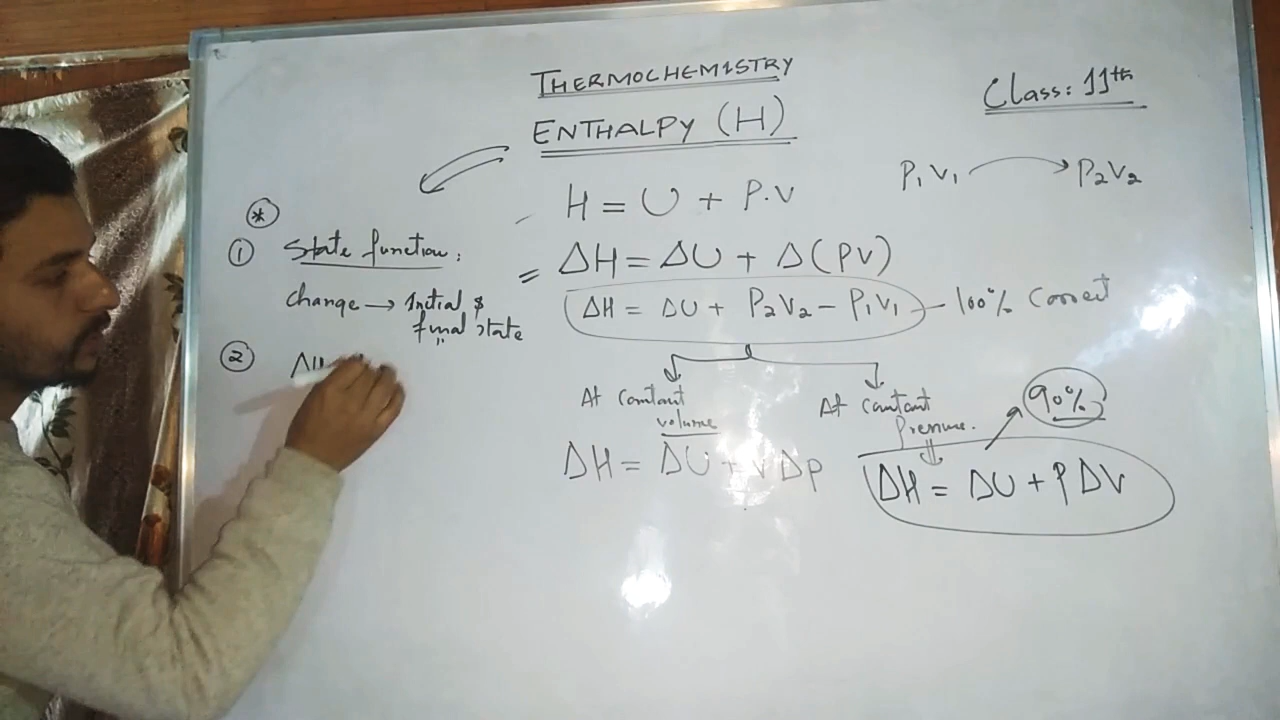 THERMOCHEMISTRY
Class: 11th
ENTHALPY (H)
P₁V₁ → P₂V₂
H = U + P.V
*
① State function:
= ΔH = ΔU + Δ(PV)
change → Initial &
final state
ΔH = ΔU + P₂V₂ - P₁V₁ - 100% Correct
② ΔH
At constant
volume
At constant
Pressure.
90%
ΔH = ΔU + VΔP
ΔH = ΔU + PΔV